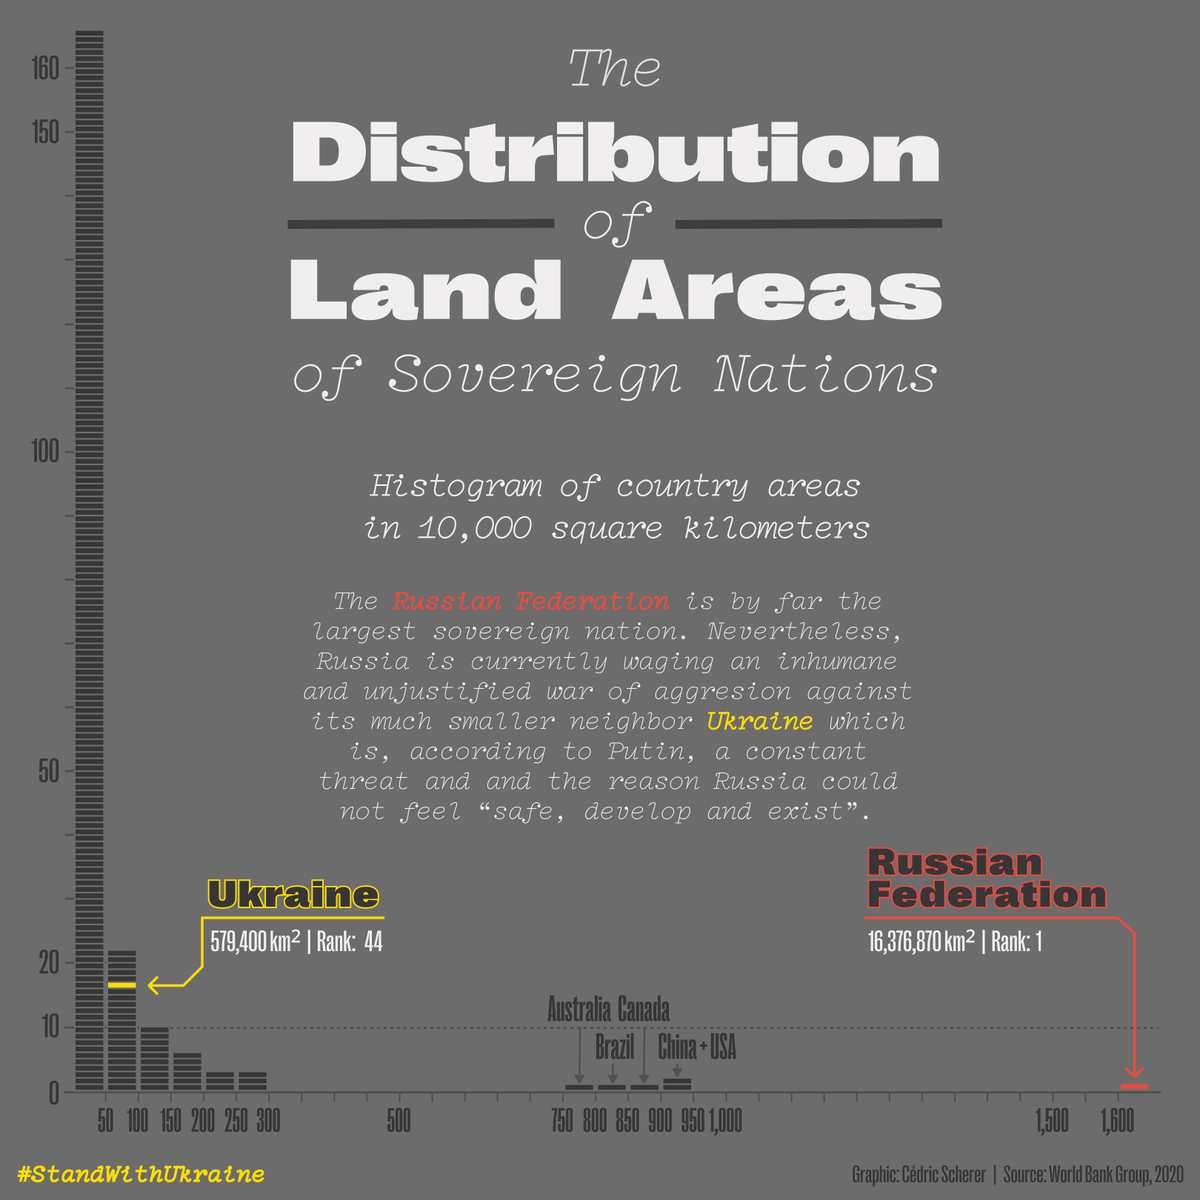 The
Distribution
of
Land Areas
of Sovereign Nations
Histogram of country areas
in 10,000 square kilometers
The Russian Federation is by far the
largest sovereign nation. Nevertheless,
Russia is currently waging an inhumane
and unjustified war of aggresion against
its much smaller neighbor Ukraine which
is, according to Putin, a constant
threat and and the reason Russia could
not feel “safe, develop and exist”.
160
150
100
50
20
10
0
Ukraine
579,400 km² | Rank: 44
Russian
Federation
16,376,870 km² | Rank: 1
Australia Canada
Brazil China + USA
50 100 150 200 250 300 500 750 800 850 900 950 1,000 1,500 1,600
#StandWithUkraine
Graphic: Cédric Scherer | Source: World Bank Group, 2020